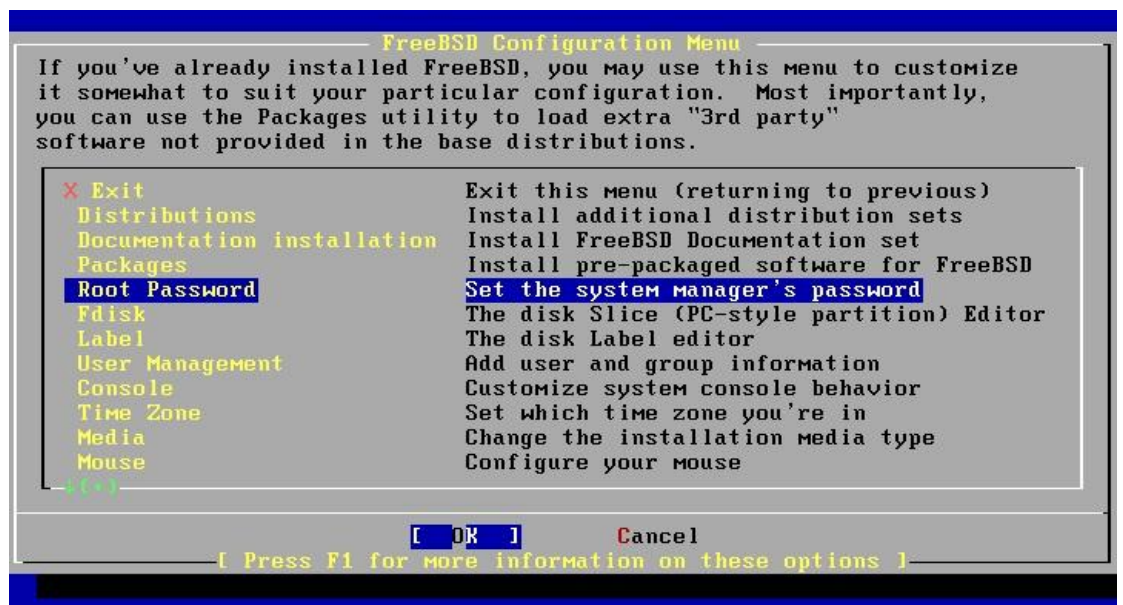 FreeBSD Configuration Menu
If you've already installed FreeBSD, you may use this menu to customize
it somewhat to suit your particular configuration.  Most importantly,
you can use the Packages utility to load extra "3rd party"
software not provided in the base distributions.
X Exit Exit this menu (returning to previous)
Distributions Install additional distribution sets
Documentation installation Install FreeBSD Documentation set
Packages Install pre-packaged software for FreeBSD
Root Password Set the system manager's password
Fdisk The disk Slice (PC-style partition) Editor
Label The disk Label editor
User Management Add user and group information
Console Customize system console behavior
Time Zone Set which time zone you're in
Media Change the installation media type
Mouse Configure your mouse
↓(+)
[ OK ] Cancel
[ Press F1 for more information on these options ]